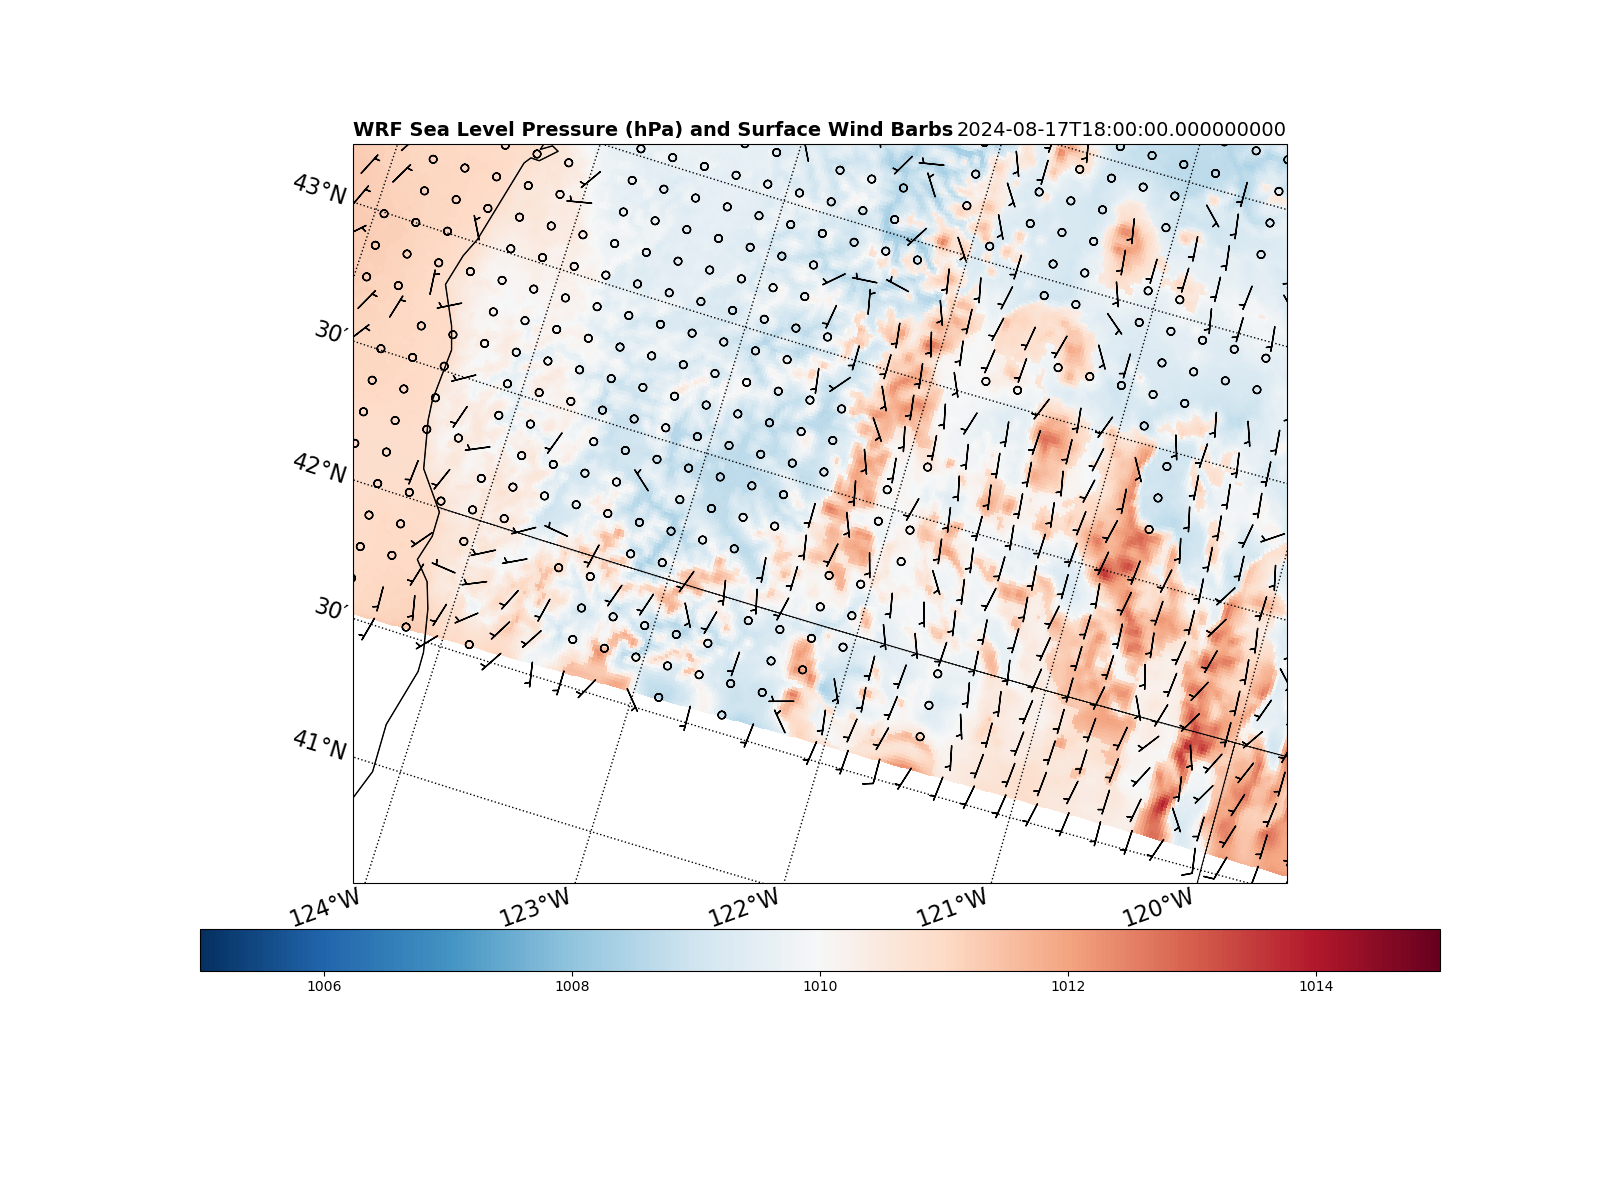 WRF Sea Level Pressure (hPa) and Surface Wind Barbs 2024-08-17T18:00:00.000000000
43°N
30′
42°N
30′
41°N
124°W 123°W 122°W 121°W 120°W
1006 1008 1010 1012 1014